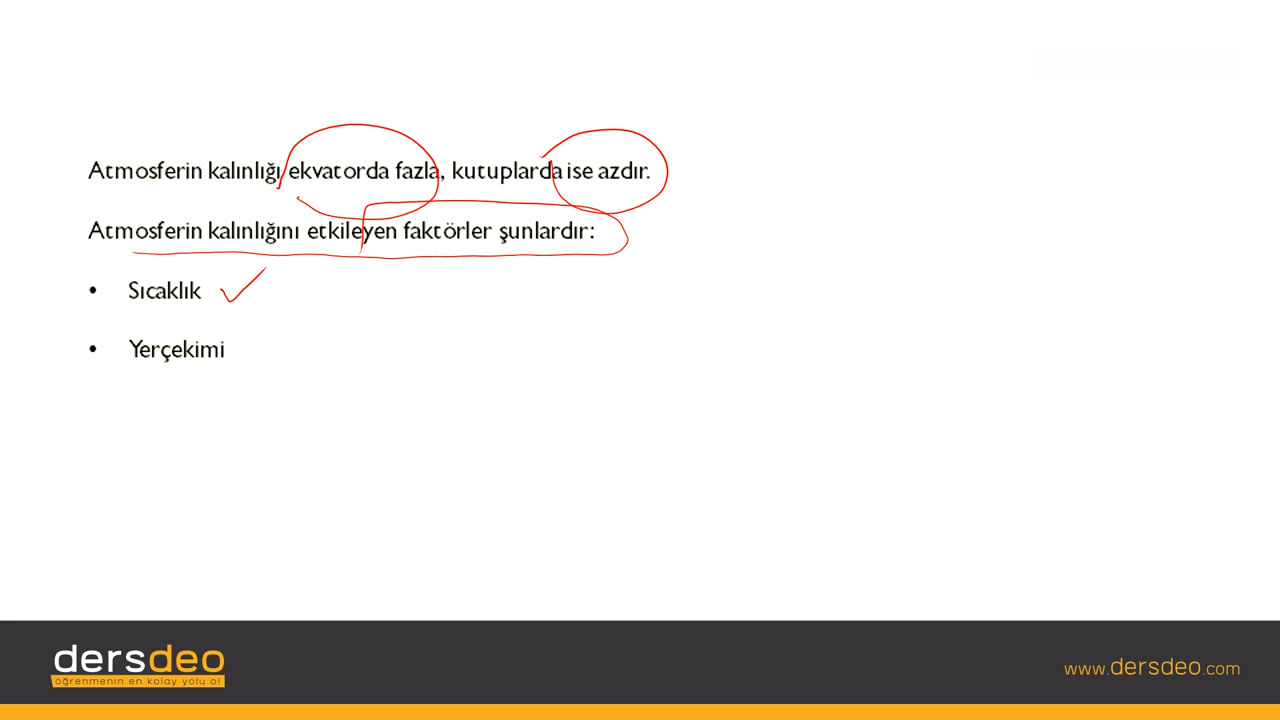 Atmosferin kalınlığı ekvatorda fazla, kutuplarda ise azdır.
Atmosferin kalınlığını etkileyen faktörler şunlardır:
• Sıcaklık
• Yerçekimi
dersdeo
öğrenmenin en kolay yolu o!
www.dersdeo.com